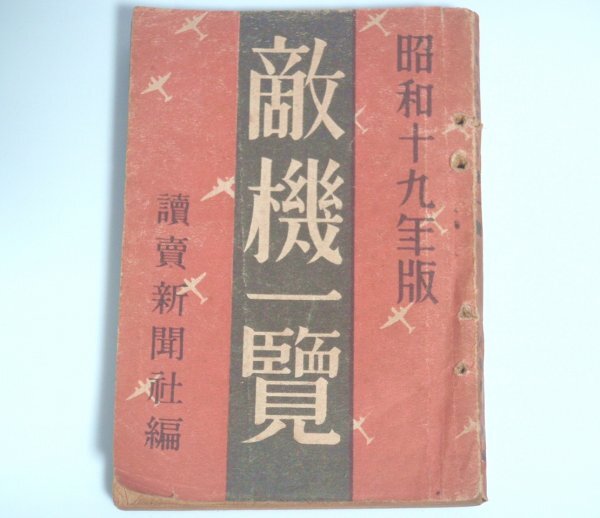 昭和十九年版
敵機一覽
讀賣新聞社編